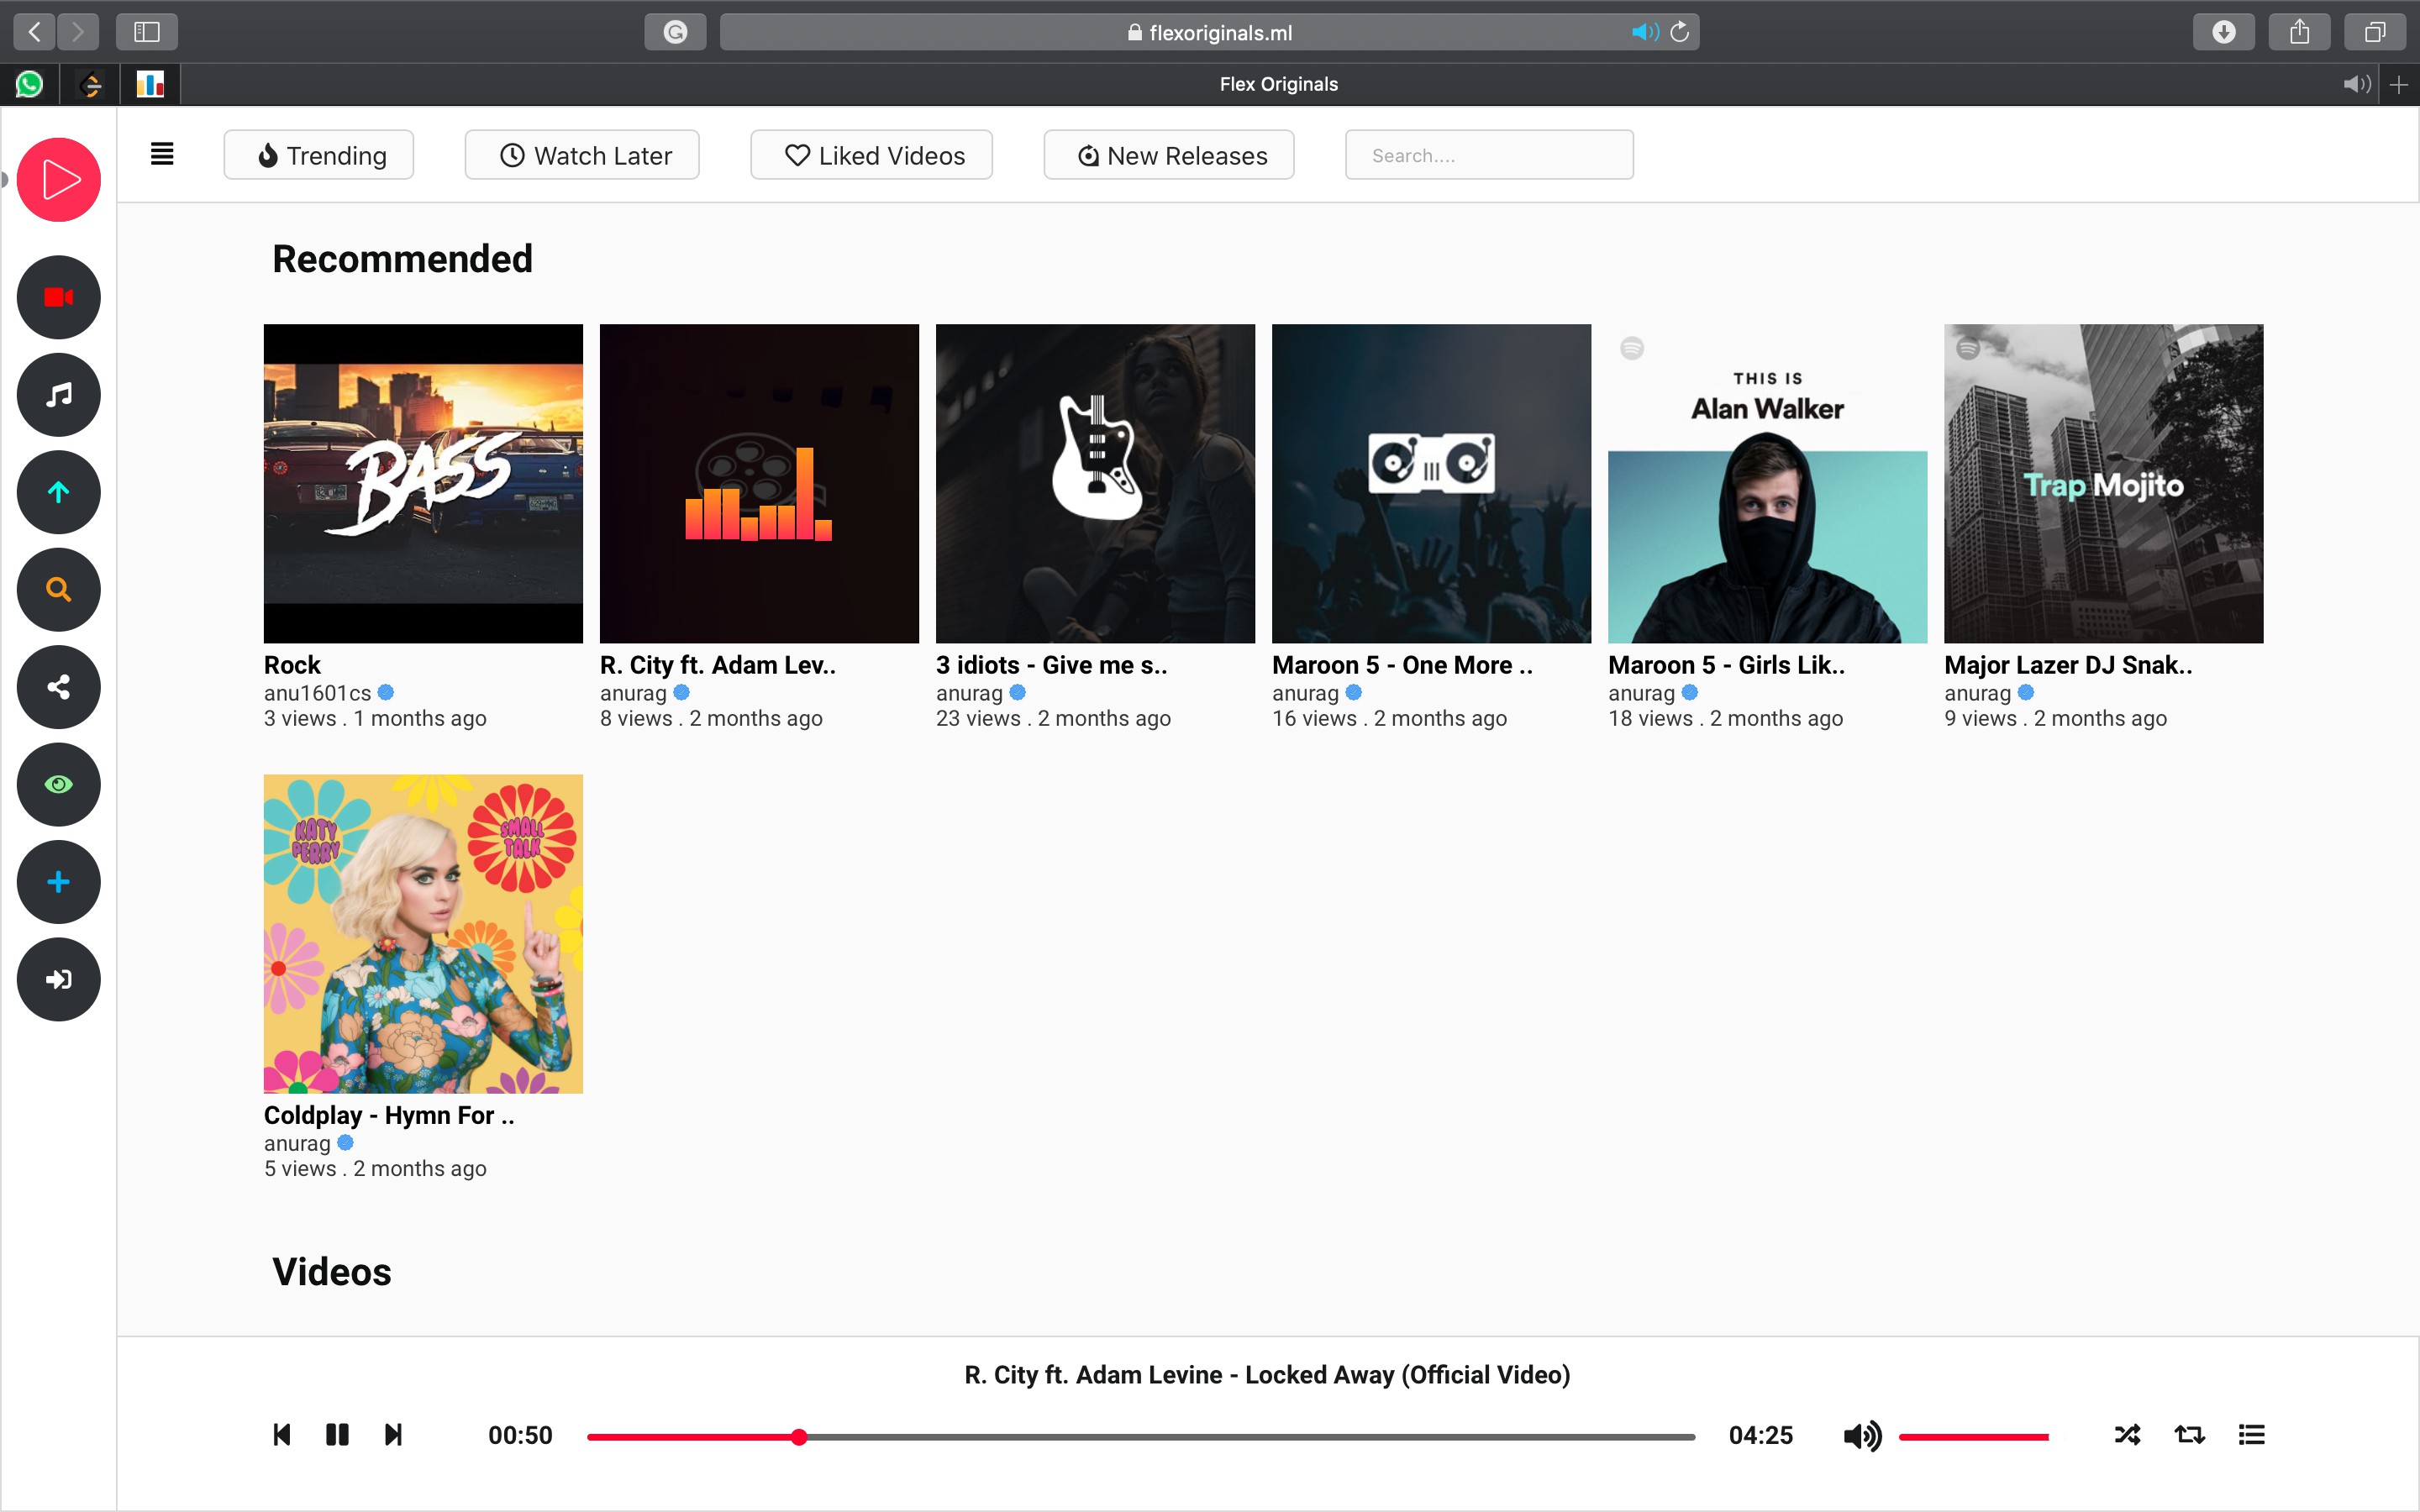 flexoriginals.ml
Flex Originals
Trending
Watch Later
Liked Videos
New Releases
Search....
Recommended
BASS
THIS IS
Alan Walker
Trap Mojito
Rock
anu1601cs
3 views . 1 months ago
R. City ft. Adam Lev..
anurag
8 views . 2 months ago
3 idiots - Give me s..
anurag
23 views . 2 months ago
Maroon 5 - One More ..
anurag
16 views . 2 months ago
Maroon 5 - Girls Lik..
anurag
18 views . 2 months ago
Major Lazer DJ Snak..
anurag
9 views . 2 months ago
KATY
PERRY
SMALL
TALK
Coldplay - Hymn For ..
anurag
5 views . 2 months ago
Videos
R. City ft. Adam Levine - Locked Away (Official Video)
00:50
04:25